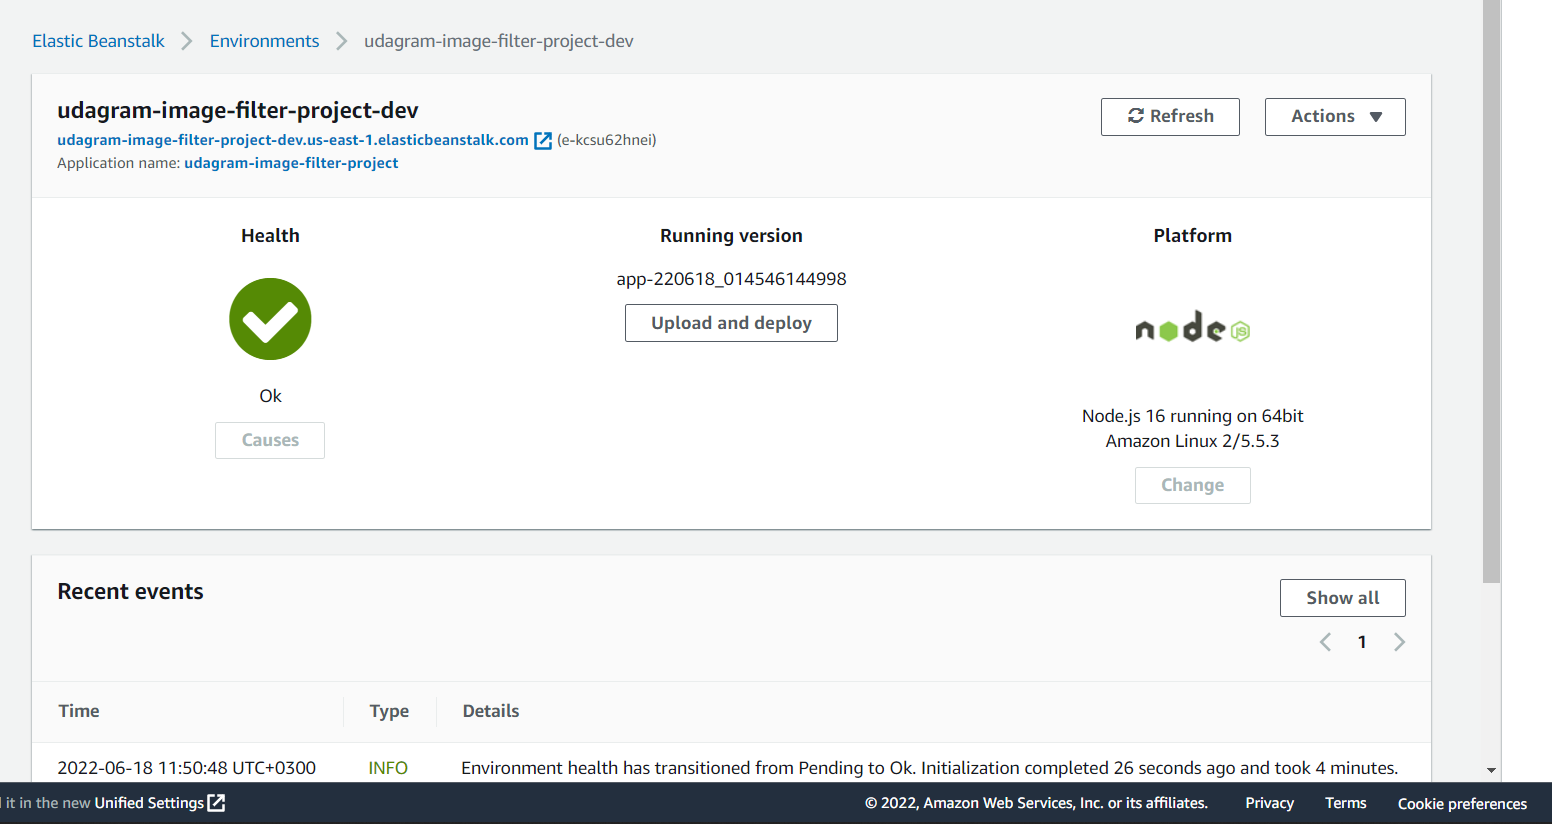 Elastic Beanstalk Environments udagram-image-filter-project-dev
udagram-image-filter-project-dev
Refresh
Actions
udagram-image-filter-project-dev.us-east-1.elasticbeanstalk.com (e-kcsu62hnei)
Application name: udagram-image-filter-project
Health
Ok
Causes
Running version
app-220618_014546144998
Upload and deploy
Platform
node JS
Node.js 16 running on 64bit
Amazon Linux 2/5.5.3
Change
Recent events
Show all
1
Time Type Details
2022-06-18 11:50:48 UTC+0300 INFO Environment health has transitioned from Pending to Ok. Initialization completed 26 seconds ago and took 4 minutes.
it in the new Unified Settings
© 2022, Amazon Web Services, Inc. or its affiliates. Privacy Terms Cookie preferences